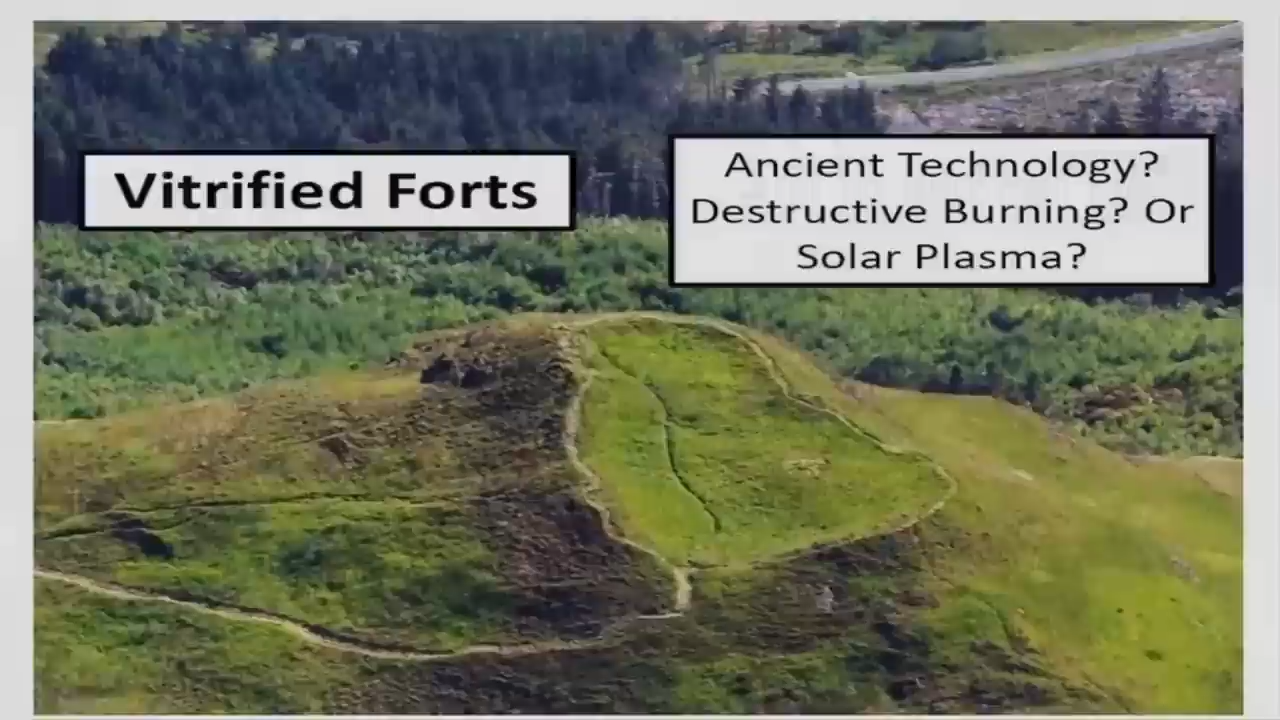 Vitrified Forts
Ancient Technology?
Destructive Burning? Or
Solar Plasma?